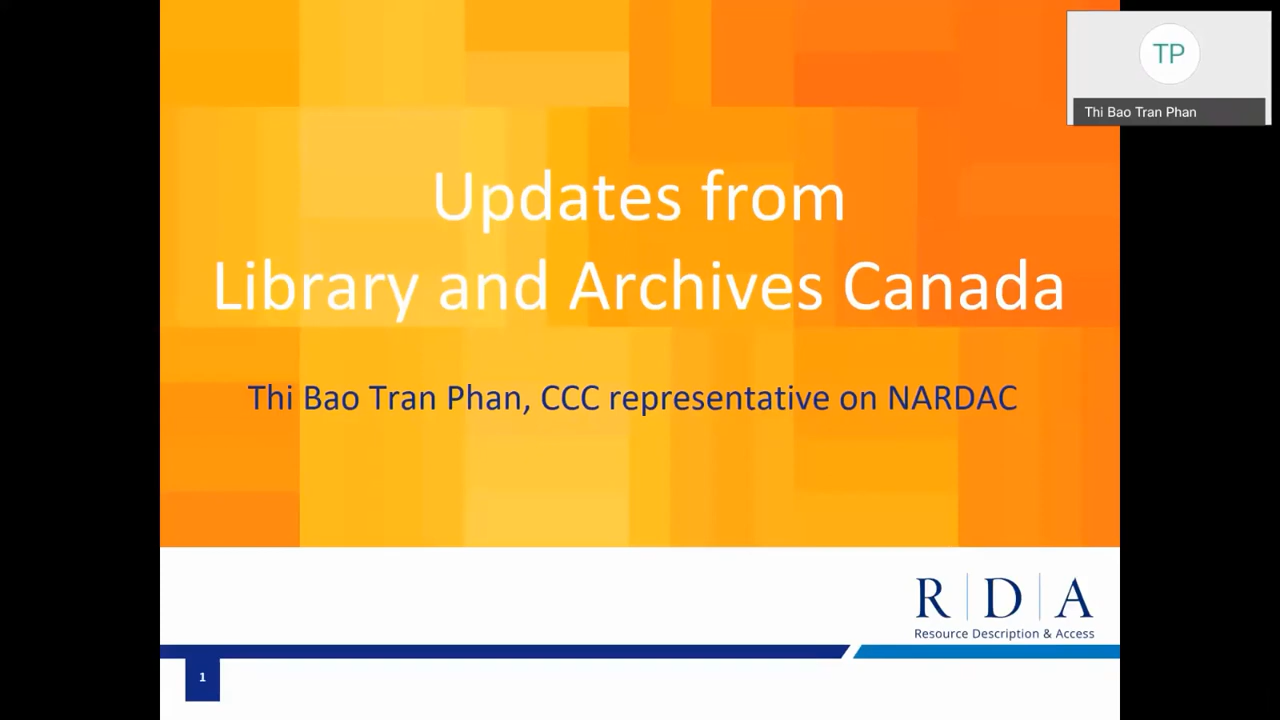 TP
Thi Bao Tran Phan
Updates from
Library and Archives Canada
Thi Bao Tran Phan, CCC representative on NARDAC
R|D|A
Resource Description & Access
1